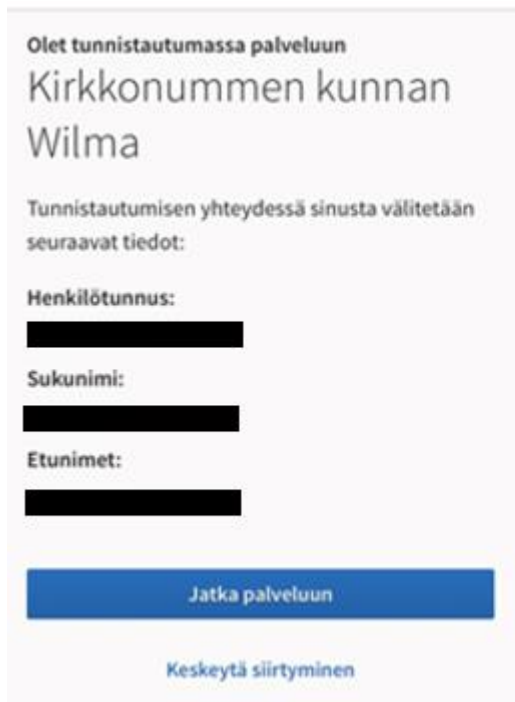 Olet tunnistautumassa palveluun
Kirkkonummen kunnan
Wilma
Tunnistautumisen yhteydessä sinusta välitetään
seuraavat tiedot:
Henkilötunnus:
Sukunimi:
Etunimet:
Jatka palveluun
Keskeytä siirtyminen